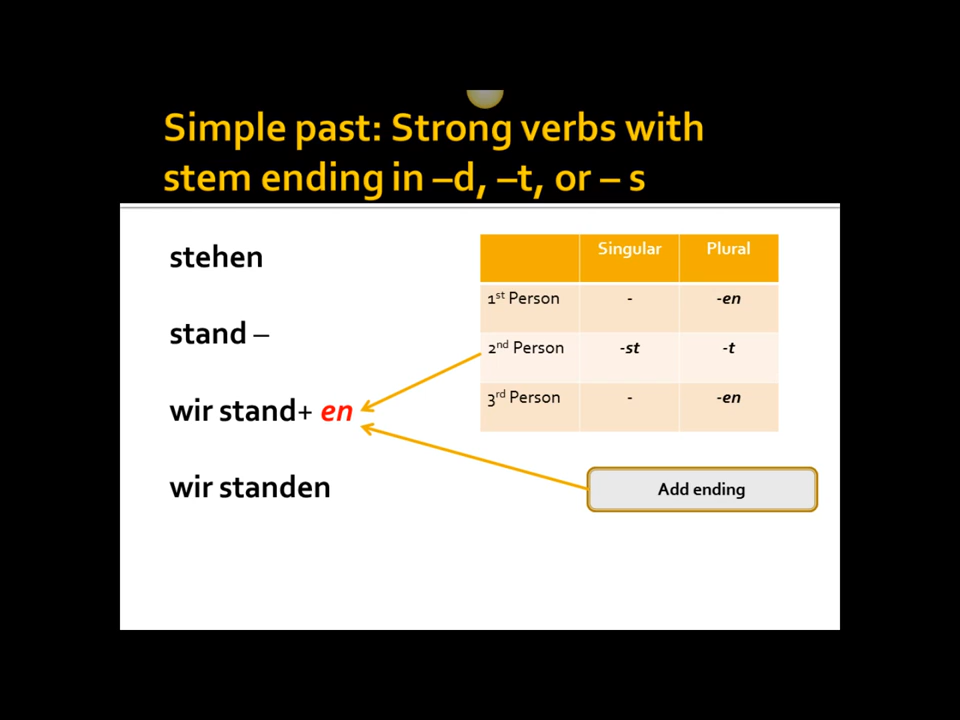 Simple past: Strong verbs with
stem ending in –d, –t, or – s
stehen
stand –
wir stand+ en
wir standen
Singular Plural
1st Person - -en
2nd Person -st -t
3rd Person - -en
Add ending